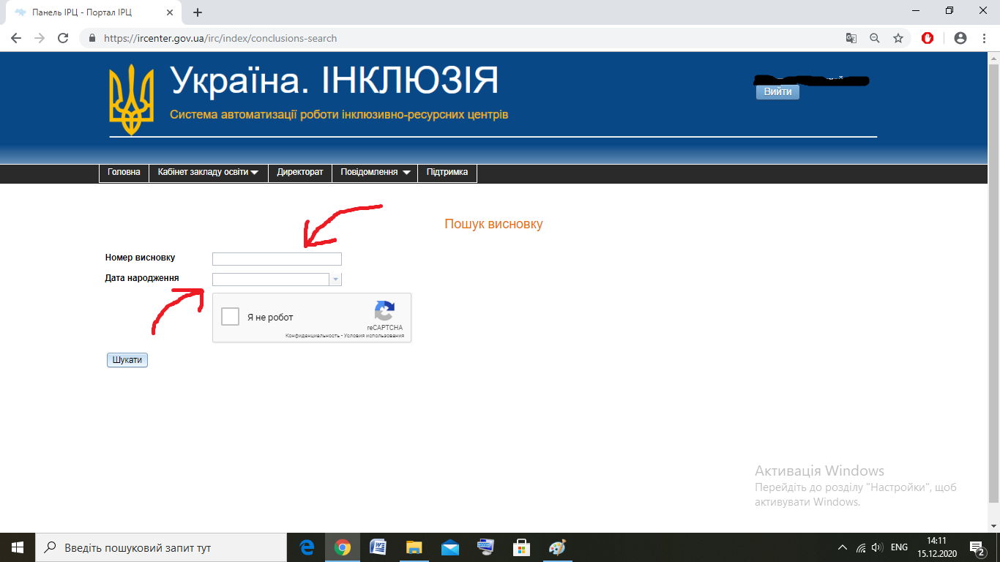 Панель ІРЦ - Портал ІРЦ
https://ircenter.gov.ua/irc/index/conclusions-search
Україна. ІНКЛЮЗІЯ
Система автоматизації роботи інклюзивно-ресурсних центрів
Вийти
Головна Кабінет закладу освіти Директорат Повідомлення Підтримка
Пошук висновку
Номер висновку
Дата народження
Я не робот
reCAPTCHA
Конфиденциальность - Условия использования
Шукати
Активація Windows
Перейдіть до розділу "Настройки", щоб
активувати Windows.
Введіть пошуковий запит тут
ENG
14:11
15.12.2020
2